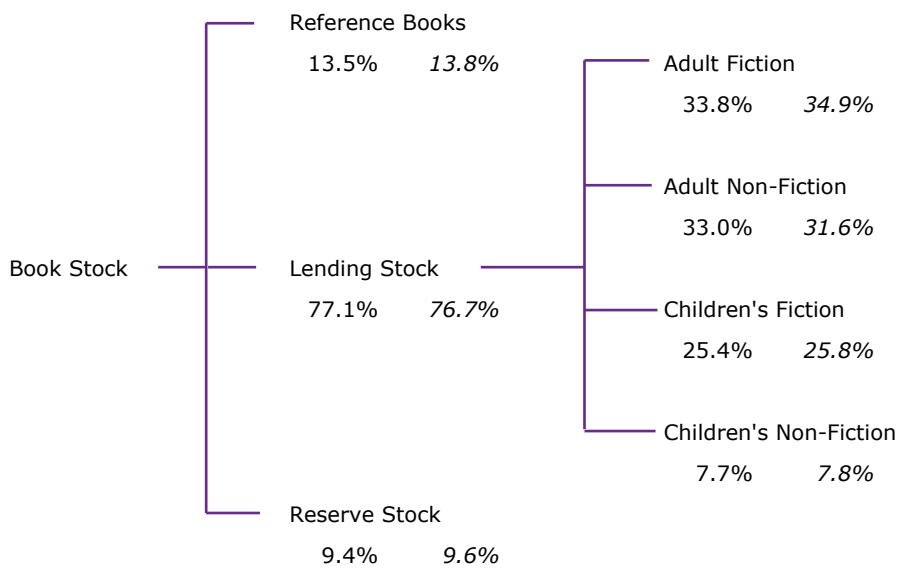 Reference Books
13.5% 13.8%
Adult Fiction
33.8% 34.9%
Adult Non-Fiction
33.0% 31.6%
Book Stock
Lending Stock
77.1% 76.7%
Children's Fiction
25.4% 25.8%
Children's Non-Fiction
7.7% 7.8%
Reserve Stock
9.4% 9.6%